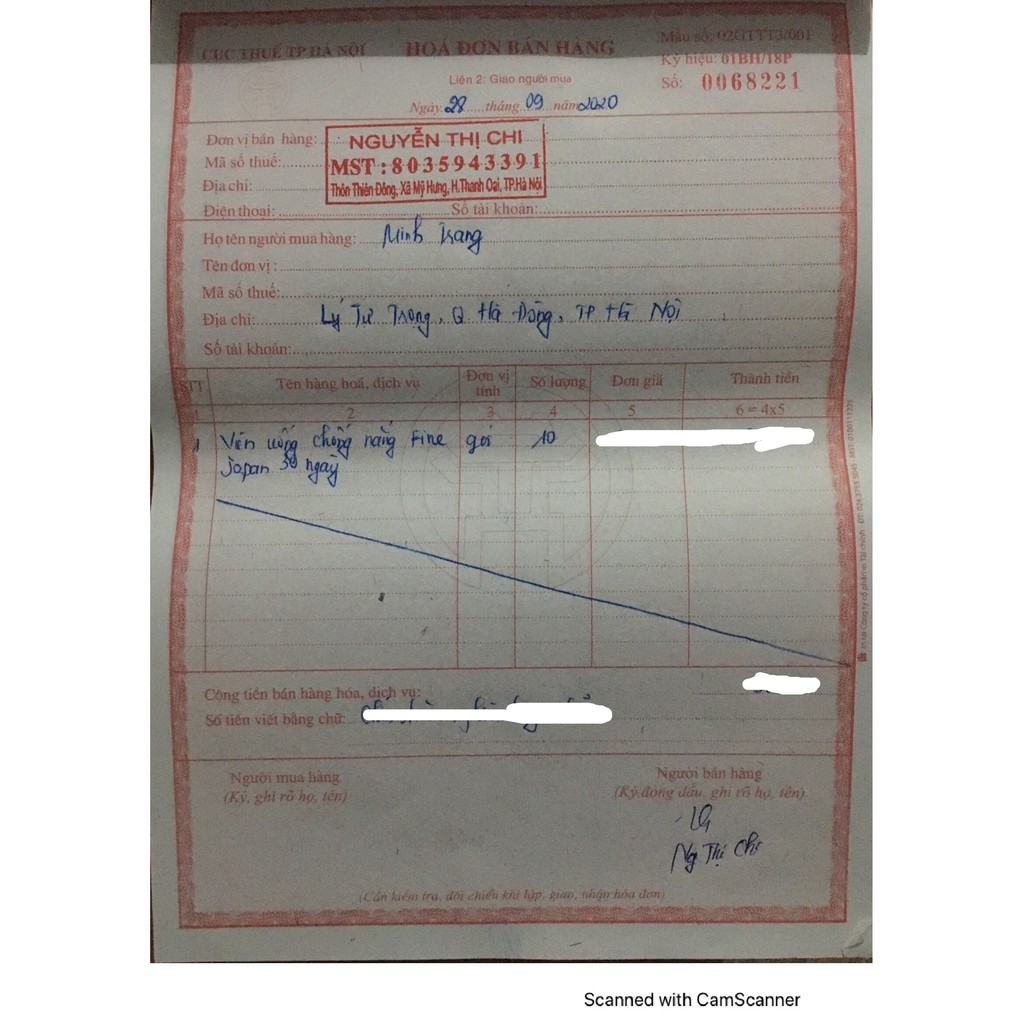 CỤC THUẾ TP HÀ NỘI
HOÁ ĐƠN BÁN HÀNG
Mẫu số: 02GTTT3/001
Ký hiệu: 01BH/18P
Liên 2: Giao người mua
Số: 0068221
Ngày 28 tháng 09 năm 2020
Đơn vị bán hàng: NGUYỄN THỊ CHI
Mã số thuế: MST: 8035943391
Địa chỉ: Thôn Thiên Đông, Xã Mỹ Hưng, H.Thanh Oai, TP.Hà Nội
Điện thoại: Số tài khoản:
Họ tên người mua hàng: Minh Trang
Tên đơn vị:
Mã số thuế:
Địa chỉ: Lý Tự Trọng, Q Hà Đông, TP Hà Nội
Số tài khoản:
STT Tên hàng hoá, dịch vụ Đơn vị tính Số lượng Đơn giá Thành tiền
1 2 3 4 5 6 = 4x5
1 Viên uống chống nắng Fine gói 10
Japan 30 ngày
Cộng tiền bán hàng hóa, dịch vụ:
Số tiền viết bằng chữ:
Người mua hàng
(Ký, ghi rõ họ, tên)
Người bán hàng
(Ký, đóng dấu, ghi rõ họ, tên)
Ng Thị Chi
(Cần kiểm tra, đối chiếu khi lập, giao, nhận hóa đơn)
Scanned with CamScanner